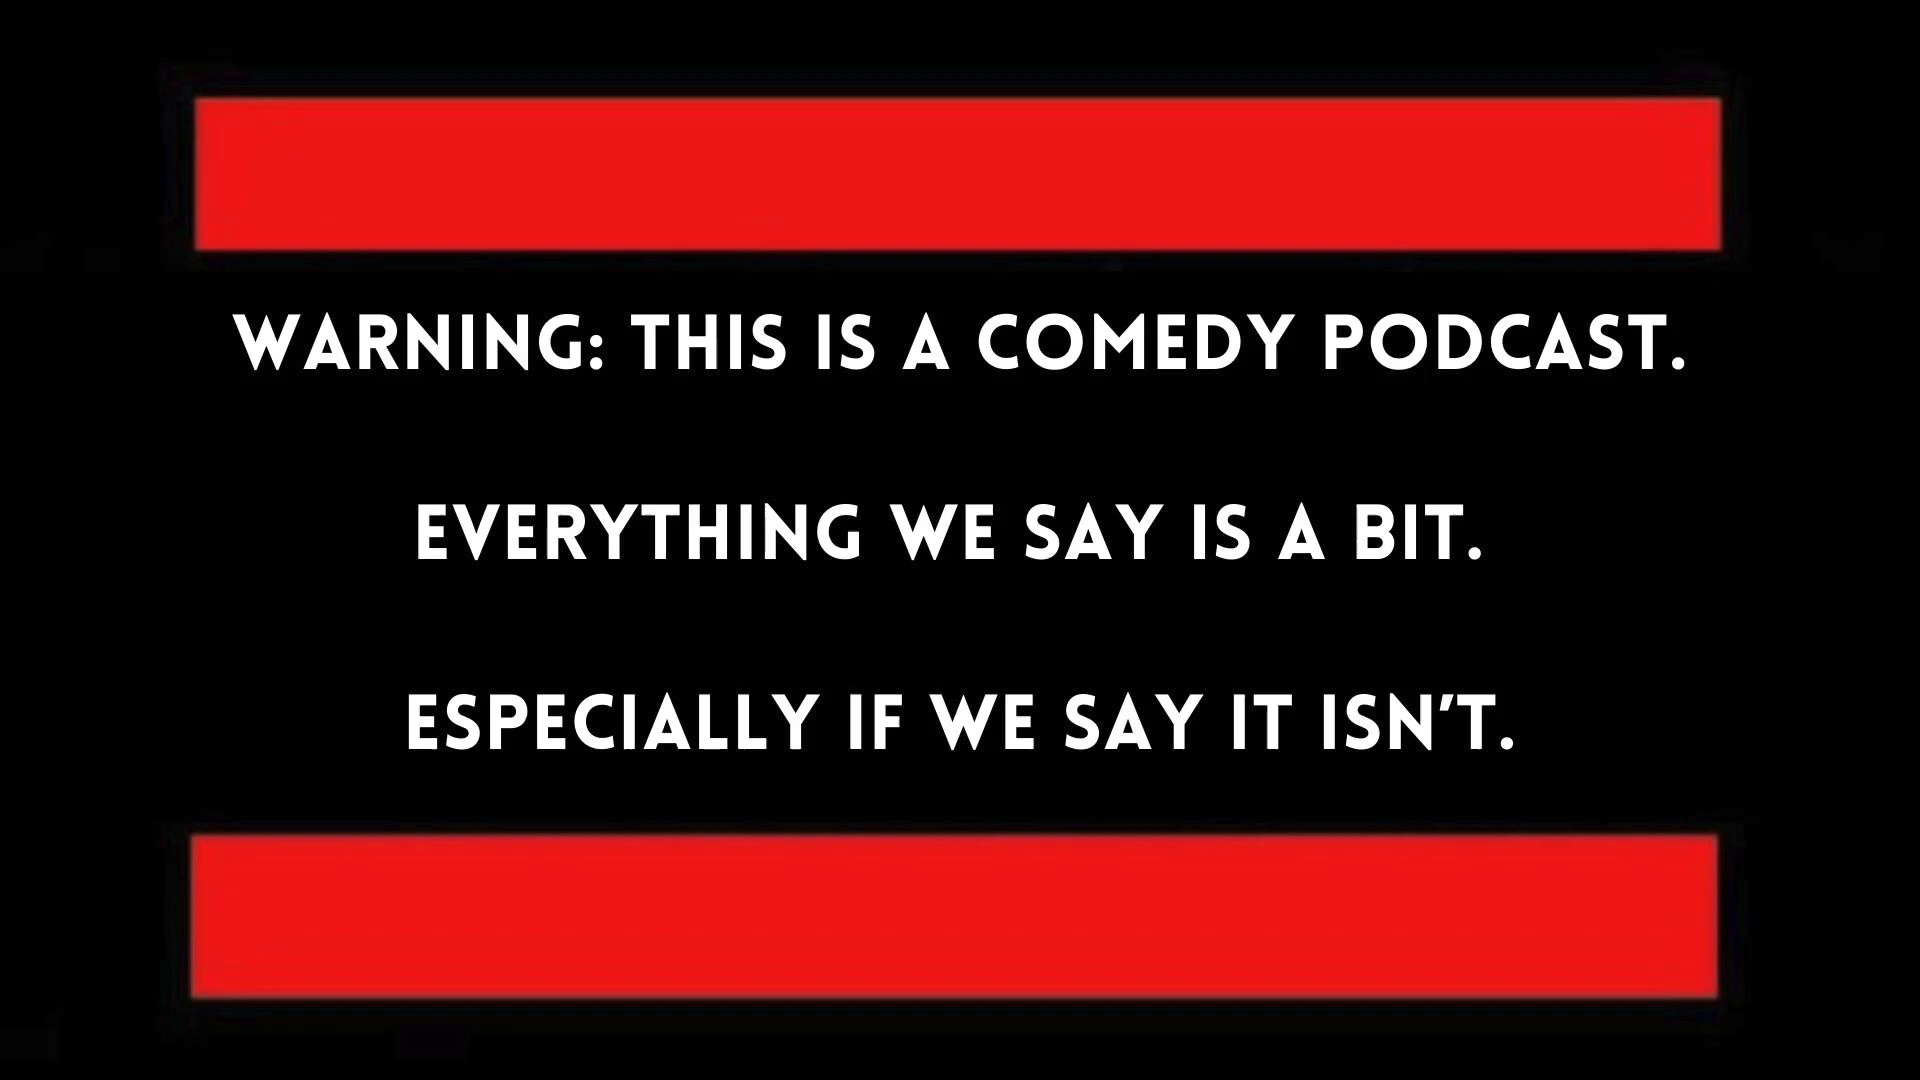 WARNING: THIS IS A COMEDY PODCAST.
EVERYTHING WE SAY IS A BIT.
ESPECIALLY IF WE SAY IT ISN'T.